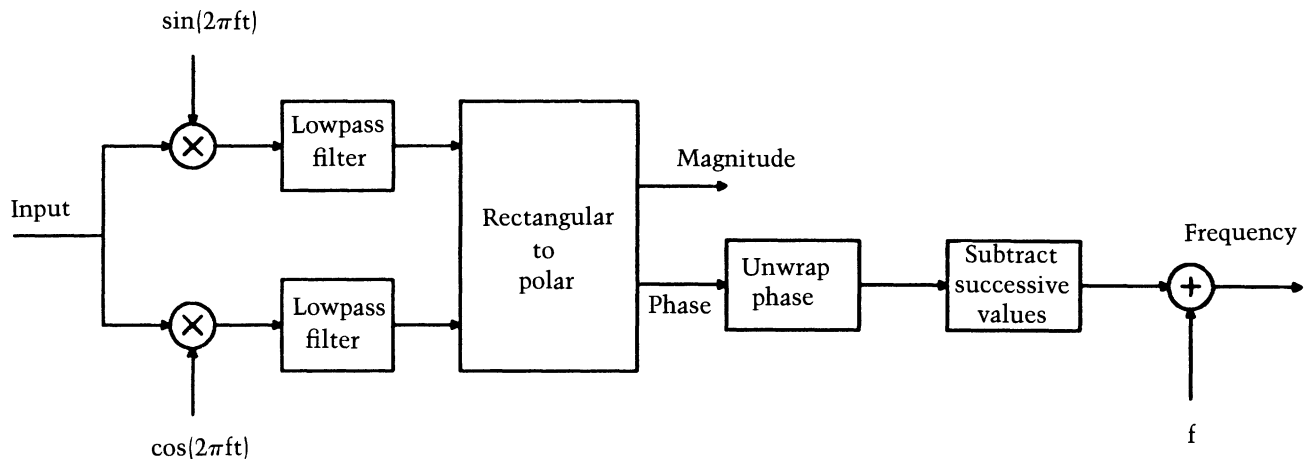 sin(2πft)
Lowpass
filter
Magnitude
Input
Rectangular
to
polar
Frequency
Unwrap
phase
Subtract
successive
values
Phase
Lowpass
filter
f
cos(2πft)